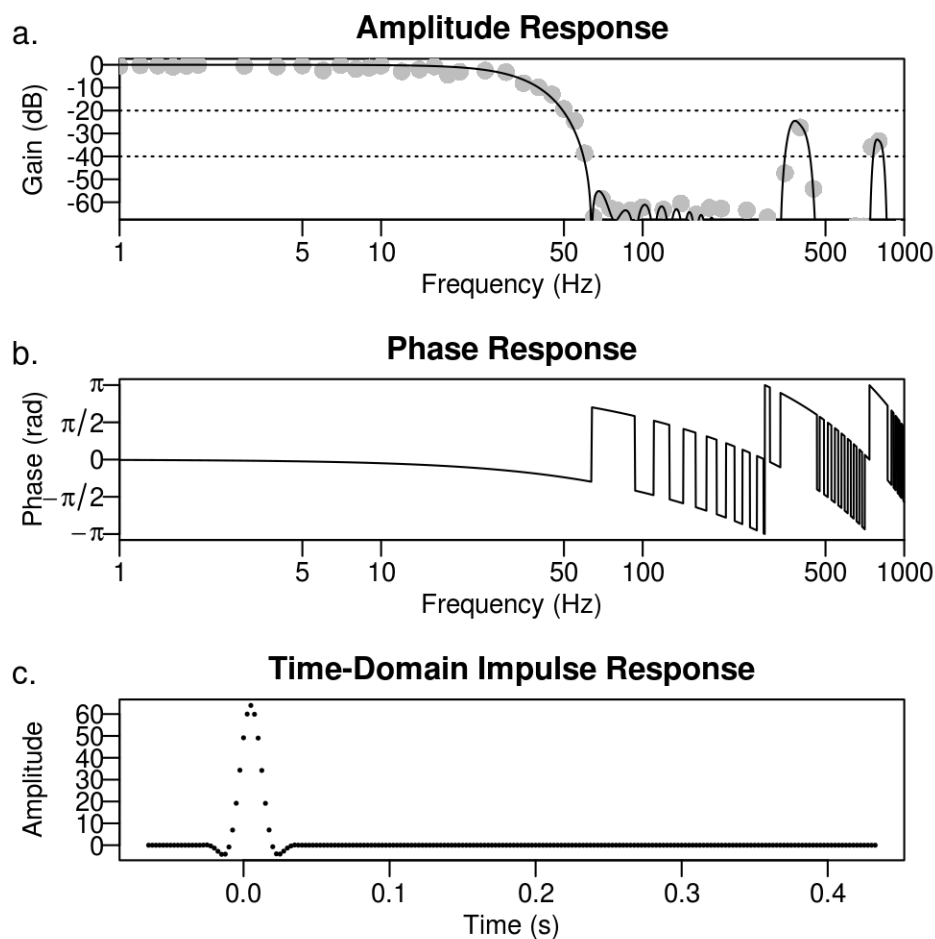 a.
Amplitude Response
Gain (dB)
0
-10
-20
-30
-40
-50
-60
1 5 10 50 100 500 1000
Frequency (Hz)
b.
Phase Response
Phase (rad)
π
π/2
0
−π/2
−π
1 5 10 50 100 500 1000
Frequency (Hz)
c.
Time-Domain Impulse Response
Amplitude
60
50
40
30
20
10
0
0.0 0.1 0.2 0.3 0.4
Time (s)